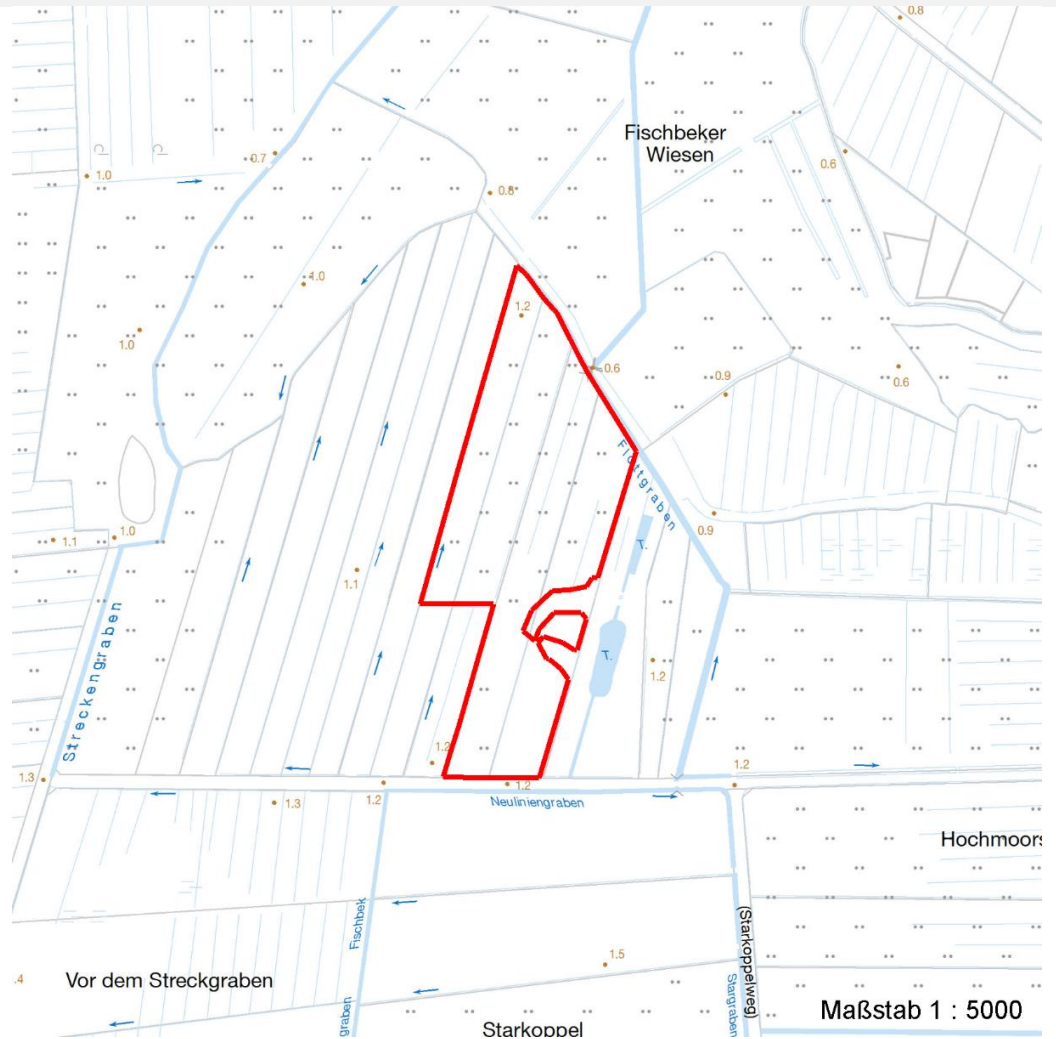 0.8
Fischbeker
Wiesen
0.7
0.6
1.0
0.8
1.0
1.2
1.0
0.6
0.9
0.6
Flottgraben
1.1
1.0
0.9
T.
1.1
Streckengraben
T.
1.2
1.2
1.3
1.2
1.2
1.3
1.2
Neuliniengraben
Hochmoors
Fischbek
(Starkoppelweg)
1.5
.4
Vor dem Streckgraben
Stargraben
graben
Maßstab 1 : 5000
Starkoppel